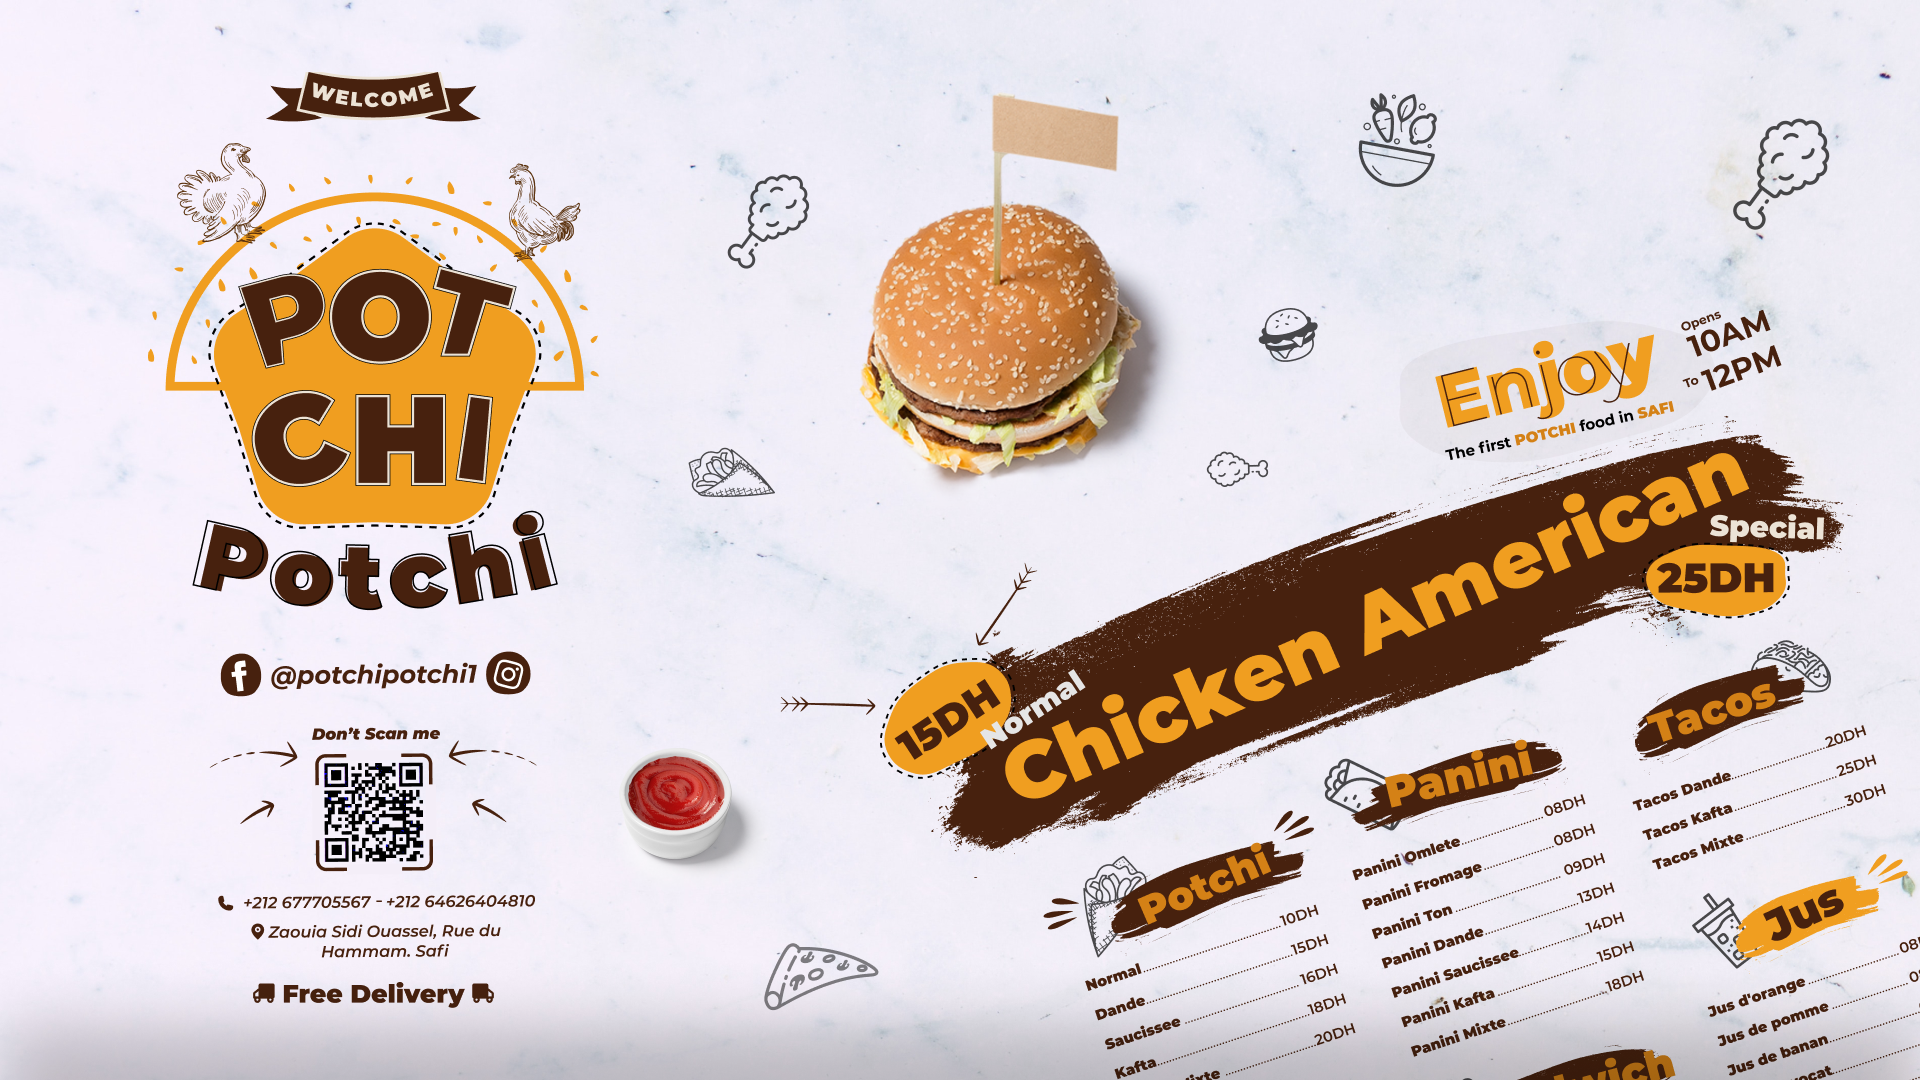 WELCOME
POT
CHI
Potchi
@potchipotchi1
Don't Scan me
+212 677705567 - +212 64626404810
Zaouia Sidi Ouassel, Rue du
Hammam. Safi
Free Delivery
Enjoy
The first POTCHI food in SAFI
Opens
10AM
To 12PM
Chicken American
Normal
15DH
Special
25DH
Potchi
Normal 10DH
Dande 15DH
Saucissee 16DH
Kafta 18DH
20DH
Panini
Panini Omlete 08DH
Panini Fromage 08DH
Panini Ton 09DH
Panini Dande 13DH
Panini Saucissee 14DH
Panini Kafta 15DH
Panini Mixte 18DH
Tacos
Tacos Dande 20DH
Tacos Kafta 25DH
Tacos Mixte 30DH
Jus
Jus d'orange
Jus de pomme
Jus de banan